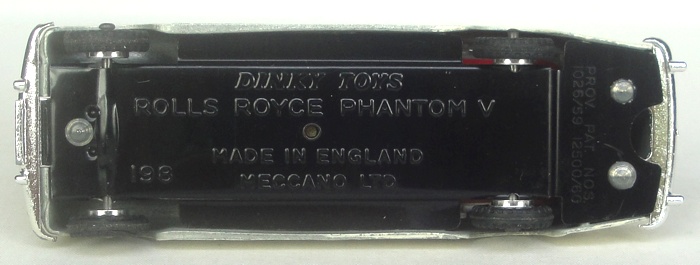 DINKY TOYS
ROLLS ROYCE PHANTOM V
MADE IN ENGLAND
198
MECCANO LTD
PROV. PAT. NOS.